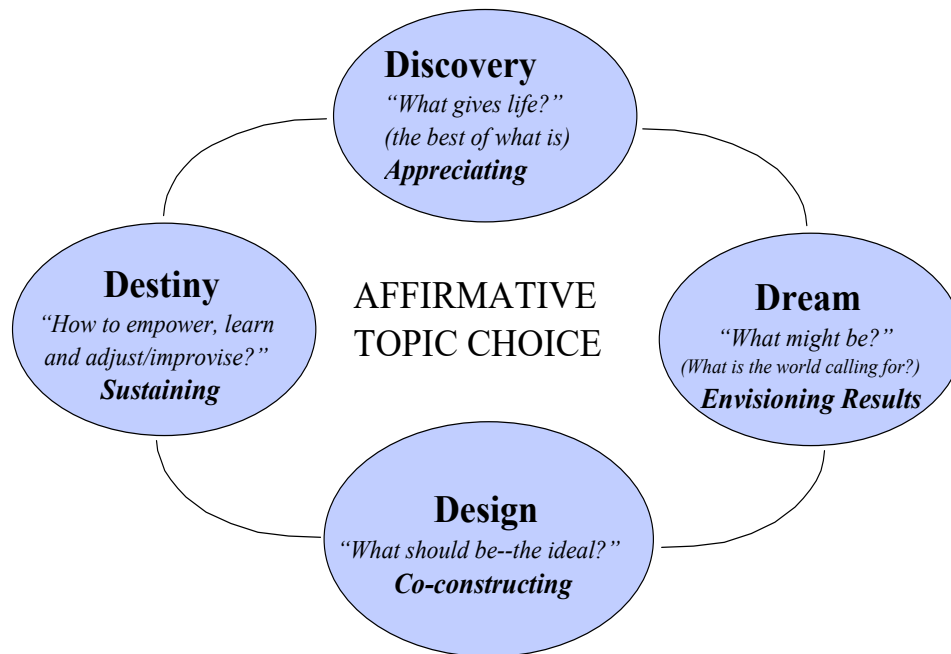 Discovery
“What gives life?”
(the best of what is)
Appreciating
Destiny
“How to empower, learn
and adjust/improvise?”
Sustaining
AFFIRMATIVE
TOPIC CHOICE
Dream
“What might be?”
(What is the world calling for?)
Envisioning Results
Design
“What should be--the ideal?”
Co-constructing